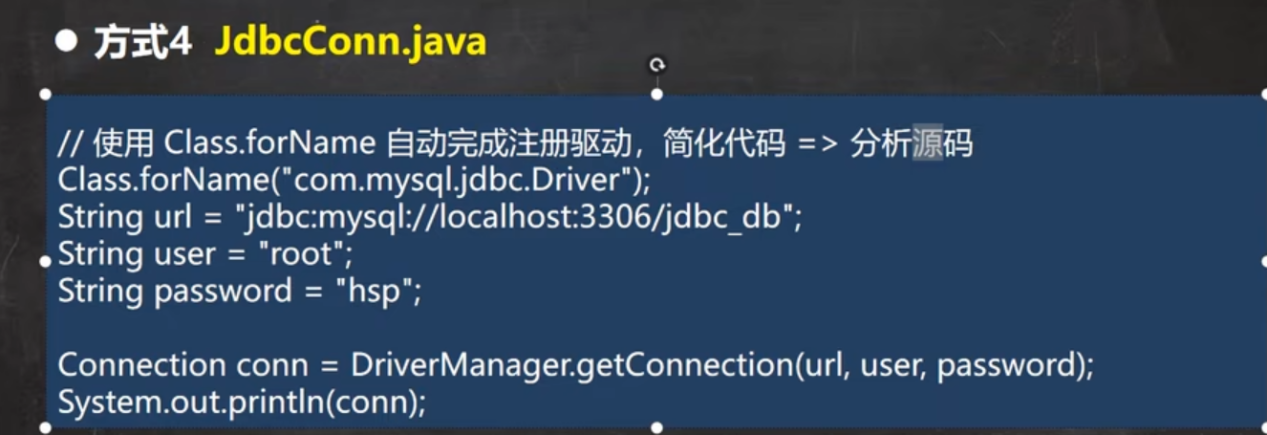 ● 方式4 JdbcConn.java
// 使用 Class.forName 自动完成注册驱动，简化代码 => 分析源码
Class.forName("com.mysql.jdbc.Driver");
String url = "jdbc:mysql://localhost:3306/jdbc_db";
String user = "root";
String password = "hsp";
Connection conn = DriverManager.getConnection(url, user, password);
System.out.println(conn);